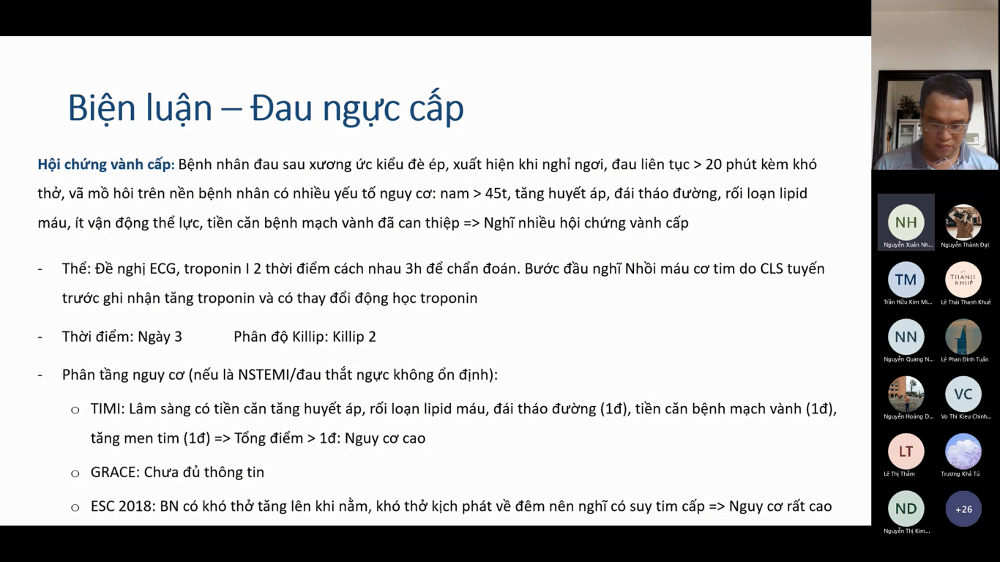 Biện luận – Đau ngực cấp
Hội chứng vành cấp: Bệnh nhân đau sau xương ức kiểu đè ép, xuất hiện khi nghỉ ngơi, đau liên tục > 20 phút kèm khó
thở, vã mồ hôi trên nền bệnh nhân có nhiều yếu tố nguy cơ: nam > 45t, tăng huyết áp, đái tháo đường, rối loạn lipid
máu, ít vận động thể lực, tiền căn bệnh mạch vành đã can thiệp => Nghĩ nhiều hội chứng vành cấp
- Thể: Đề nghị ECG, troponin I 2 thời điểm cách nhau 3h để chẩn đoán. Bước đầu nghĩ Nhồi máu cơ tim do CLS tuyến
trước ghi nhận tăng troponin và có thay đổi động học troponin
- Thời điểm: Ngày 3 Phân độ Killip: Killip 2
- Phân tầng nguy cơ (nếu là NSTEMI/đau thắt ngực không ổn định):
o TIMI: Lâm sàng có tiền căn tăng huyết áp, rối loạn lipid máu, đái tháo đường (1đ), tiền căn bệnh mạch vành (1đ),
tăng men tim (1đ) => Tổng điểm > 1đ: Nguy cơ cao
o GRACE: Chưa đủ thông tin
o ESC 2018: BN có khó thở tăng lên khi nằm, khó thở kịch phát về đêm nên nghĩ có suy tim cấp => Nguy cơ rất cao
NH
Nguyễn Xuân Nh...
Nguyễn Thành Đạt
TM
Trần Hữu Kim Mi...
THANH
KHUÊ
Lê Thái Thanh Khuê
NN
Nguyễn Quang N...
Lê Phan Đình Tuấn
Nguyễn Hoàng D...
VC
Vo Thi Kieu Chinh...
LT
Lê Thị Thắm
Trương Khả Tú
ND
Nguyễn Thị Kim...
+26